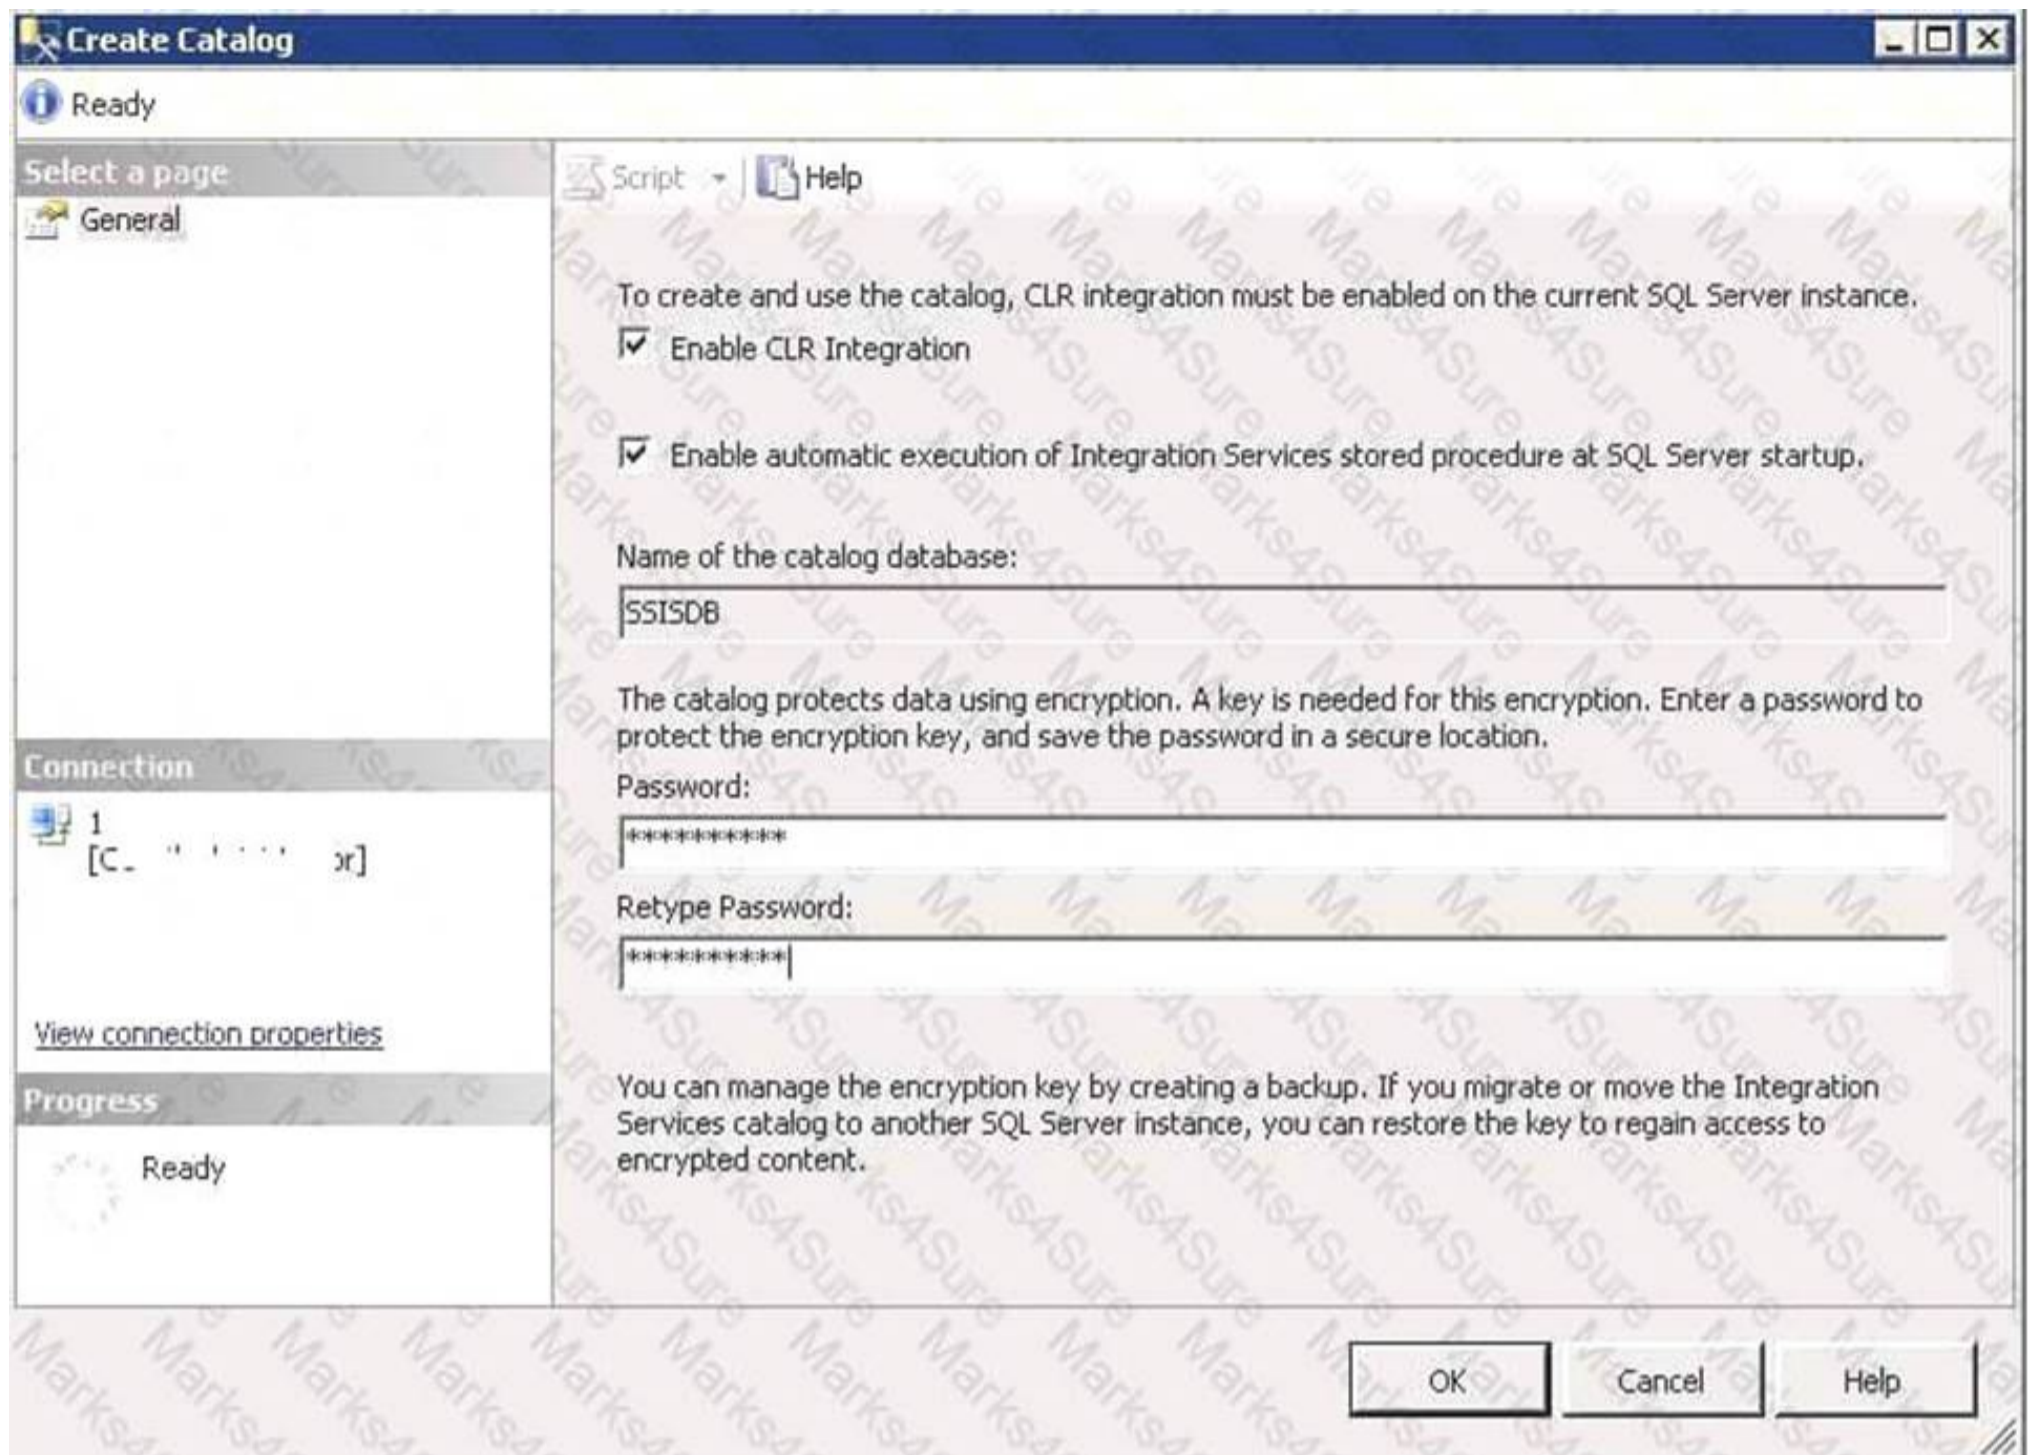 Create Catalog
Ready
Select a page
General
Script
Help
To create and use the catalog, CLR integration must be enabled on the current SQL Server instance.
Enable CLR Integration
Enable automatic execution of Integration Services stored procedure at SQL Server startup.
Name of the catalog database:
SSISDB
The catalog protects data using encryption. A key is needed for this encryption. Enter a password to
protect the encryption key, and save the password in a secure location.
Password:
**********
Retype Password:
**********
You can manage the encryption key by creating a backup. If you migrate or move the Integration
Services catalog to another SQL Server instance, you can restore the key to regain access to
encrypted content.
Connection
1
View connection properties
Progress
Ready
OK
Cancel
Help
Marks4Sure